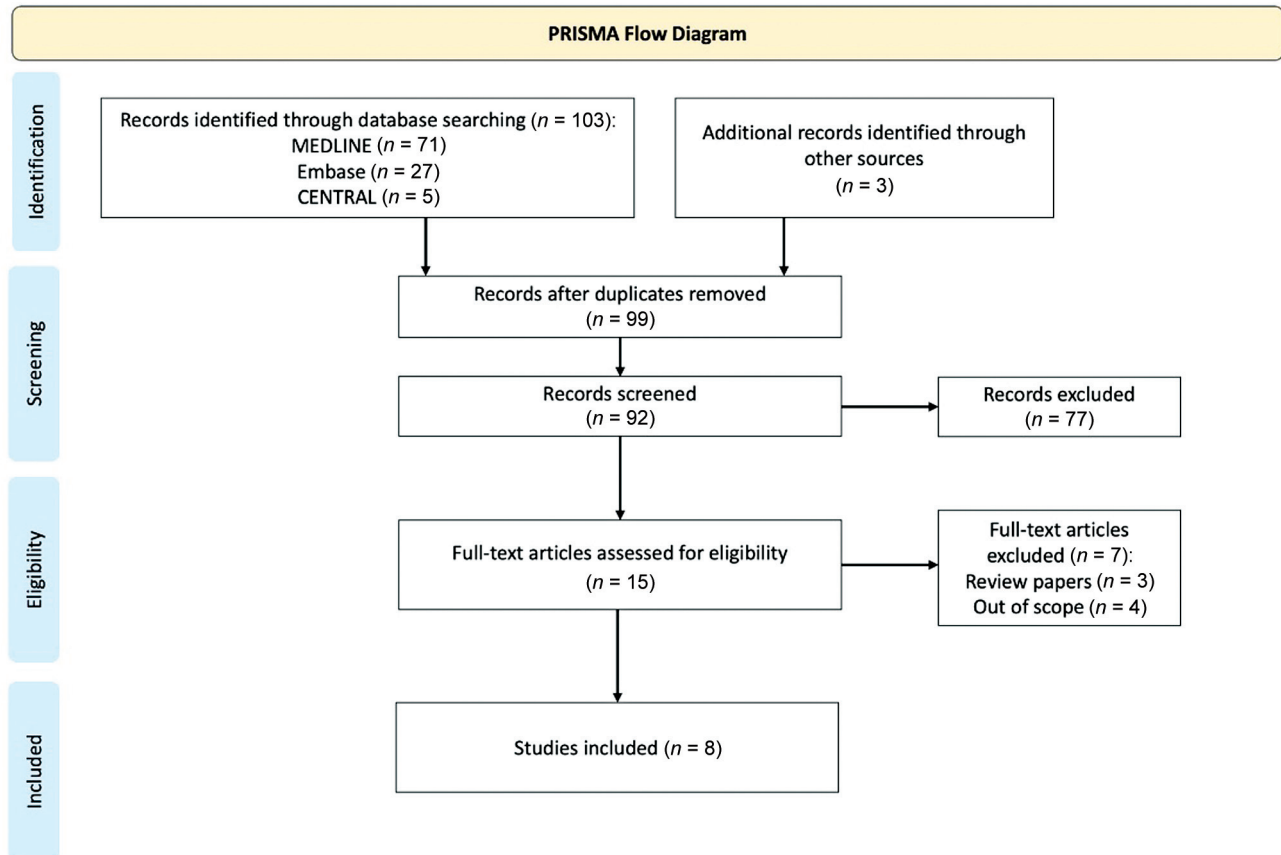 PRISMA Flow Diagram
Identification
Records identified through database searching (n = 103):
MEDLINE (n = 71)
Embase (n = 27)
CENTRAL (n = 5)
Additional records identified through
other sources
(n = 3)
Screening
Records after duplicates removed
(n = 99)
Records screened
(n = 92)
Records excluded
(n = 77)
Eligibility
Full-text articles assessed for eligibility
(n = 15)
Full-text articles
excluded (n = 7):
Review papers (n = 3)
Out of scope (n = 4)
Included
Studies included (n = 8)